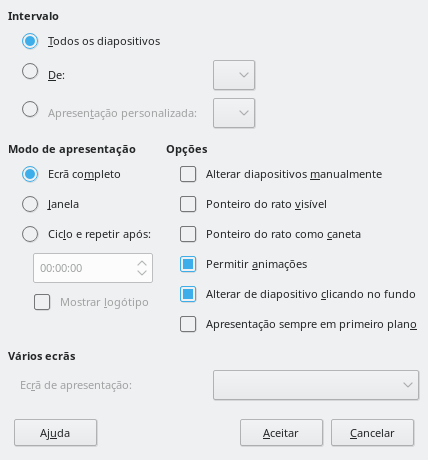 Intervalo
Todos os diapositivos
De:
Apresentação personalizada:
Modo de apresentação
Ecrã completo
Janela
Ciclo e repetir após:
00:00:00
Mostrar logótipo
Opções
Alterar diapositivos manualmente
Ponteiro do rato visível
Ponteiro do rato como caneta
Permitir animações
Alterar de diapositivo clicando no fundo
Apresentação sempre em primeiro plano
Vários ecrãs
Ecrã de apresentação:
Ajuda
Aceitar
Cancelar